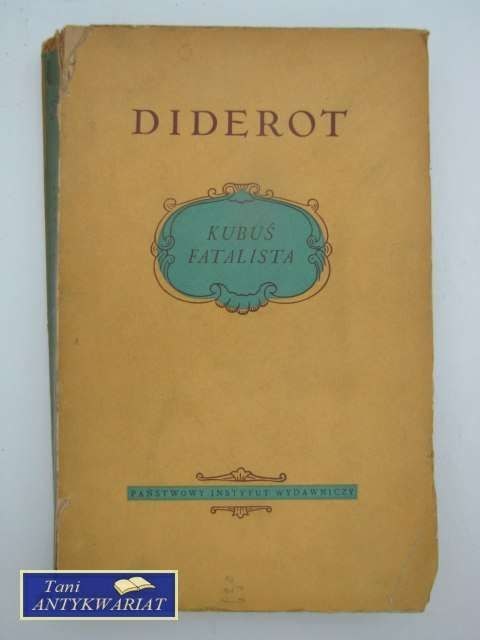 DIDEROT
KUBUŚ
FATALISTA
PAŃSTWOWY INSTYTUT WYDAWNICZY
Tani
ANTYKWARIAT